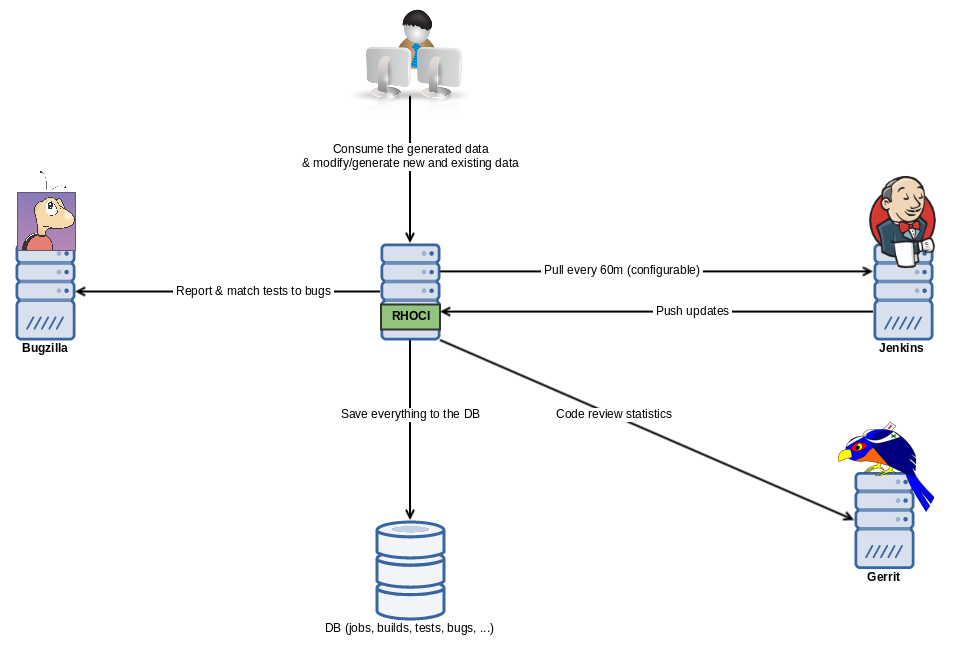 Consume the generated data
& modify/generate new and existing data
Pull every 60m (configurable)
Report & match tests to bugs
RHOCI
Push updates
Bugzilla
Jenkins
Save everything to the DB
Code review statistics
Gerrit
DB (jobs, builds, tests, bugs, ...)